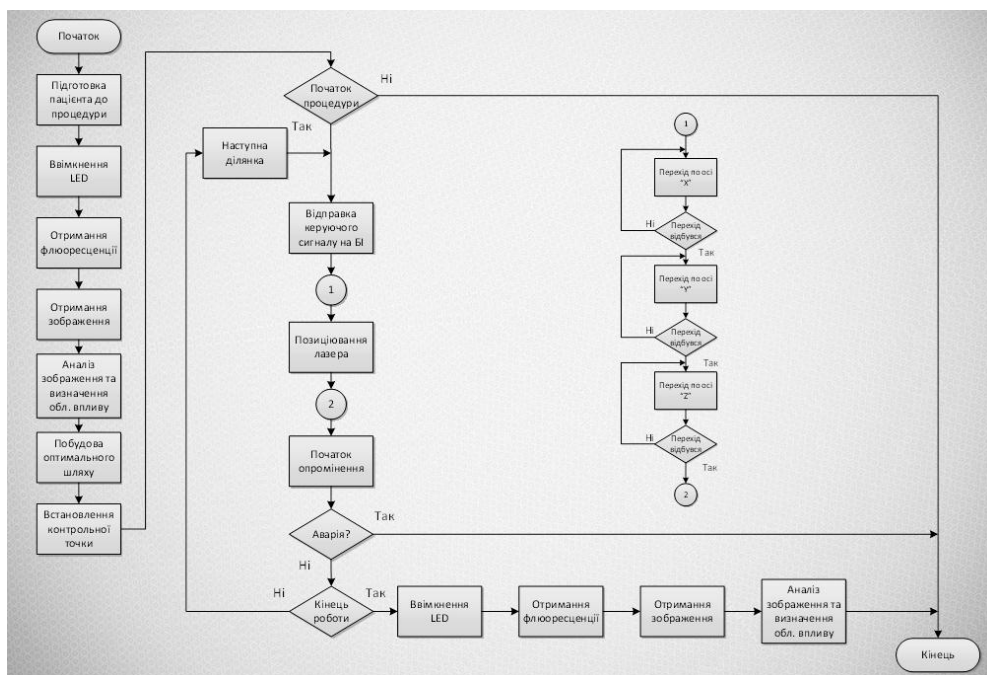 Початок
Підготовка
пацієнта до
процедури
Ввімкнення
LED
Отримання
флюоресценції
Отримання
зображення
Аналіз
зображення та
визначення
обл. впливу
Побудова
оптимального
шляху
Встановлення
контрольної
точки
Початок
процедури
Ні
Так
Наступна
ділянка
Відправка
керуючого
сигналу на БІ
1
Позиціювання
лазера
2
Початок
опромінення
Аварія?
Так
Ні
Кінець
роботи
Ні
Так
Ввімкнення
LED
Отримання
флюоресценції
Отримання
зображення
Аналіз
зображення та
визначення
обл. впливу
Кінець
1
Перехід по осі
"X"
Перехід
відбувся
Ні
Так
Перехід по осі
"Y"
Перехід
відбувся
Ні
Так
Перехід по осі
"Z"
Перехід
відбувся
Ні
Так
2